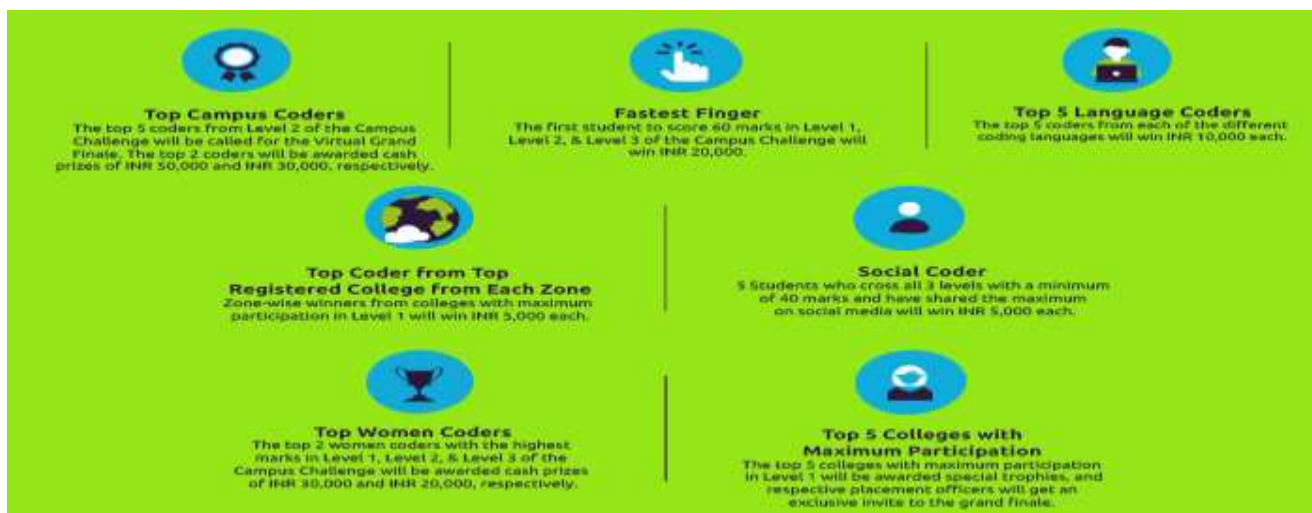 Top Campus Coders
The top 5 coders from Level 2 of the Campus
Challenge will be called for the Virtual Grand
Finale. The top 2 coders will be awarded cash
prizes of INR 50,000 and INR 30,000, respectively.
Fastest Finger
The first student to score 60 marks in Level 1,
Level 2, & Level 3 of the Campus Challenge will
win INR 20,000.
Top 5 Language Coders
The top 5 coders from each of the different
coding languages will win INR 10,000 each.
Top Coder from Top
Registered College from Each Zone
Zone-wise winners from colleges with maximum
participation in Level 1 will win INR 5,000 each.
Social Coder
5 Students who cross all 3 levels with a minimum
of 40 marks and have shared the maximum
on social media will win INR 5,000 each.
Top Women Coders
The top 2 women coders with the highest
marks in Level 1, Level 2, & Level 3 of the
Campus Challenge will be awarded cash prizes
of INR 30,000 and INR 20,000, respectively.
Top 5 Colleges with
Maximum Participation
The top 5 colleges with maximum participation
in Level 1 will be awarded special trophies, and
respective placement officers will get an
exclusive invite to the grand finale.